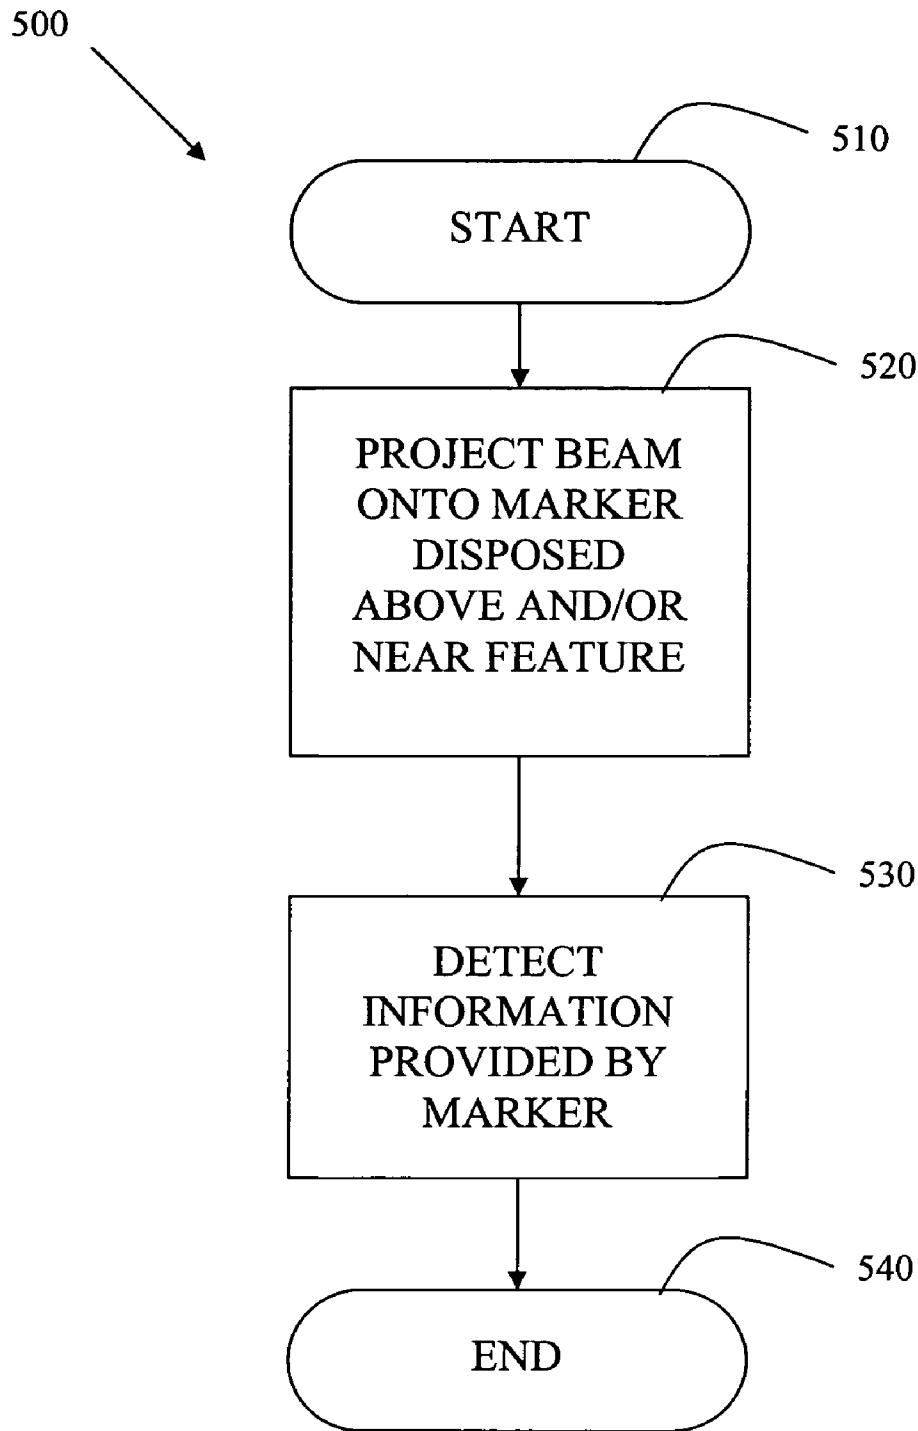 500
510
START
520
PROJECT BEAM
ONTO MARKER
DISPOSED
ABOVE AND/OR
NEAR FEATURE
530
DETECT
INFORMATION
PROVIDED BY
MARKER
540
END